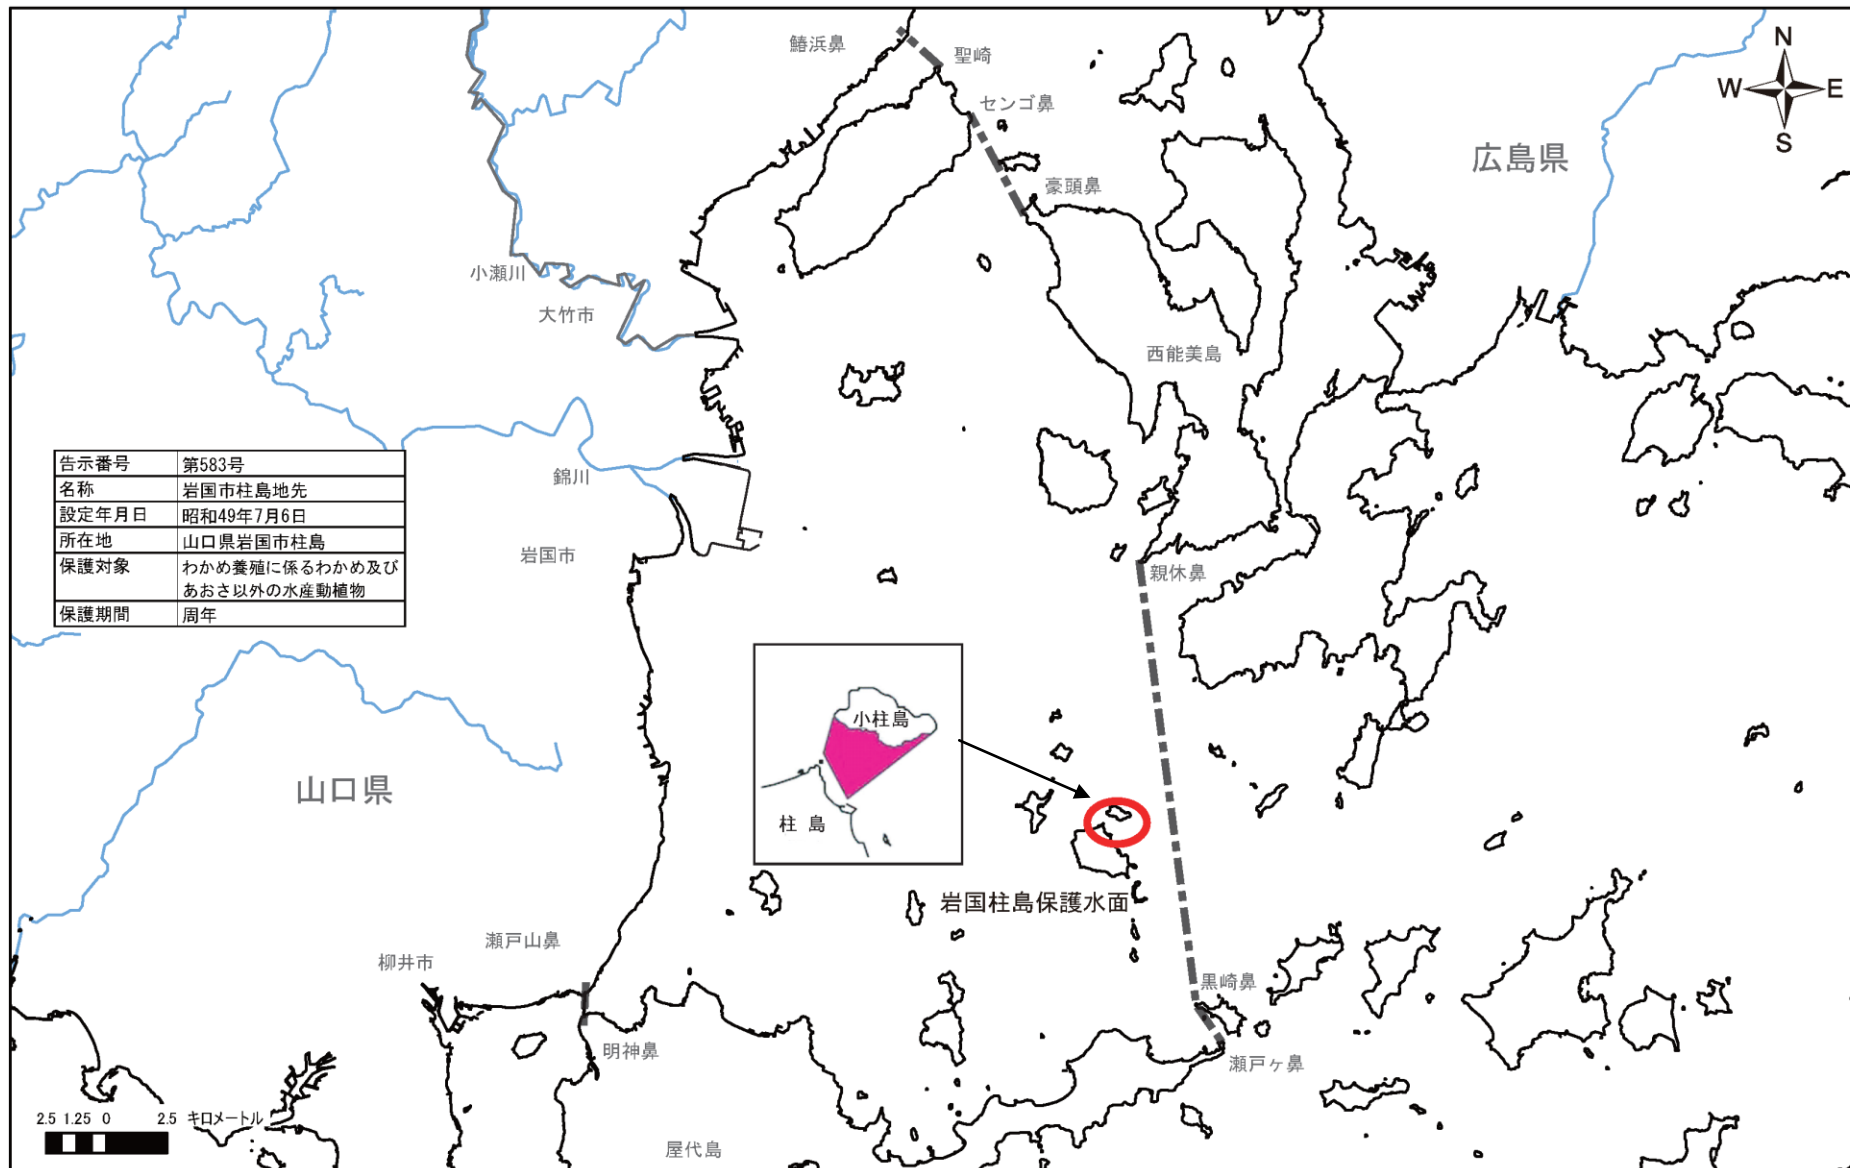 鰆浜鼻
聖崎
N
W
E
S
センゴ鼻
広島県
豪頭鼻
小瀬川
大竹市
西能美島
告示番号 第583号
名称 岩国市柱島地先
設定年月日 昭和49年7月6日
所在地 山口県岩国市柱島
保護対象 わかめ養殖に係るわかめ及び
あおさ以外の水産動植物
保護期間 周年
錦川
岩国市
親休鼻
小柱島
山口県
柱 島
岩国柱島保護水面
瀬戸山鼻
柳井市
黒崎鼻
明神鼻
瀬戸ヶ鼻
2.5 1.25 0 2.5 キロメートル
屋代島